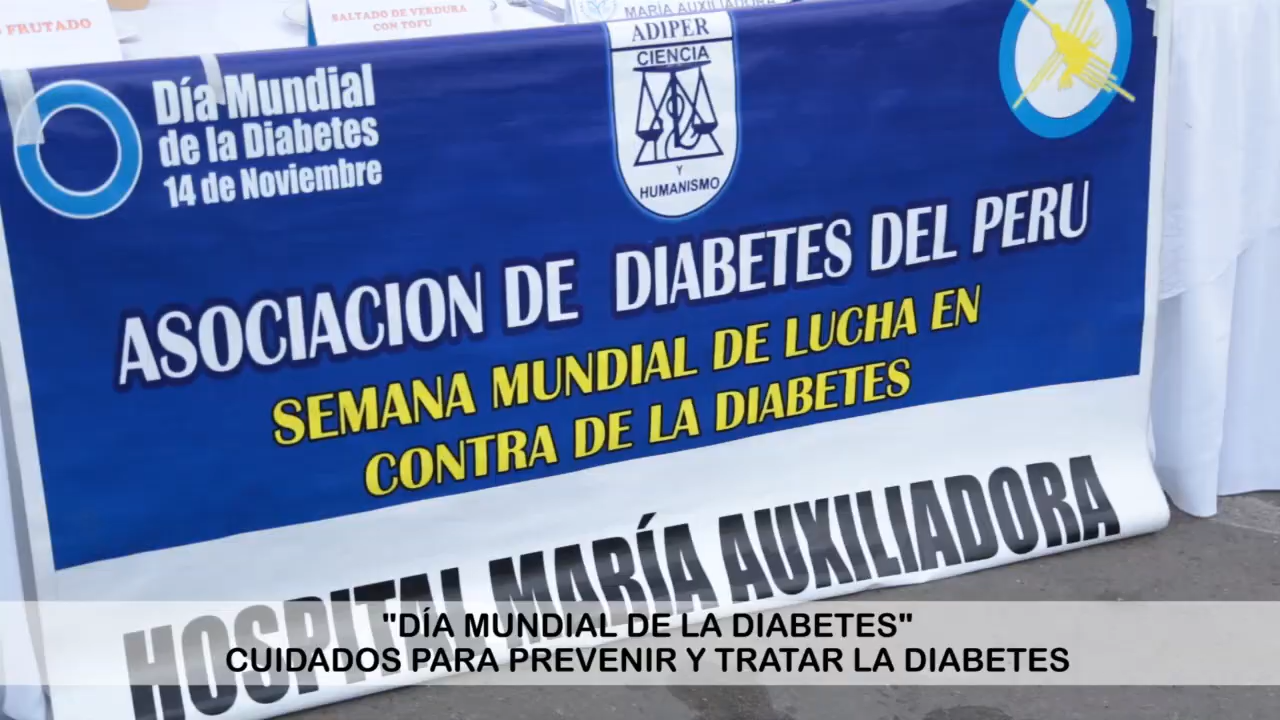 FRUTADO
SALTADO DE VERDURA
CON TOFU
MARÍA AUXILIADORA
Día Mundial
de la Diabetes
14 de Noviembre
ADIPER
CIENCIA
Y
HUMANISMO
ASOCIACION DE DIABETES DEL PERU
SEMANA MUNDIAL DE LUCHA EN
CONTRA DE LA DIABETES
HOSPITAL MARÍA AUXILIADORA
"DÍA MUNDIAL DE LA DIABETES"
CUIDADOS PARA PREVENIR Y TRATAR LA DIABETES